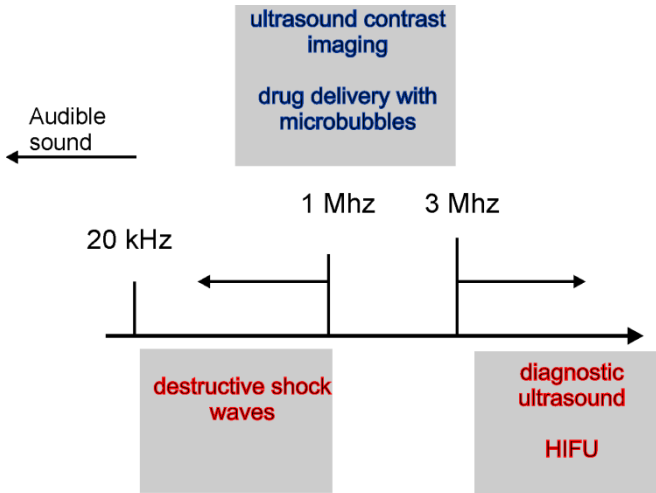 ultrasound contrast
imaging
drug delivery with
microbubbles
Audible
sound
1 Mhz
3 Mhz
20 kHz
destructive shock
waves
diagnostic
ultrasound
HIFU